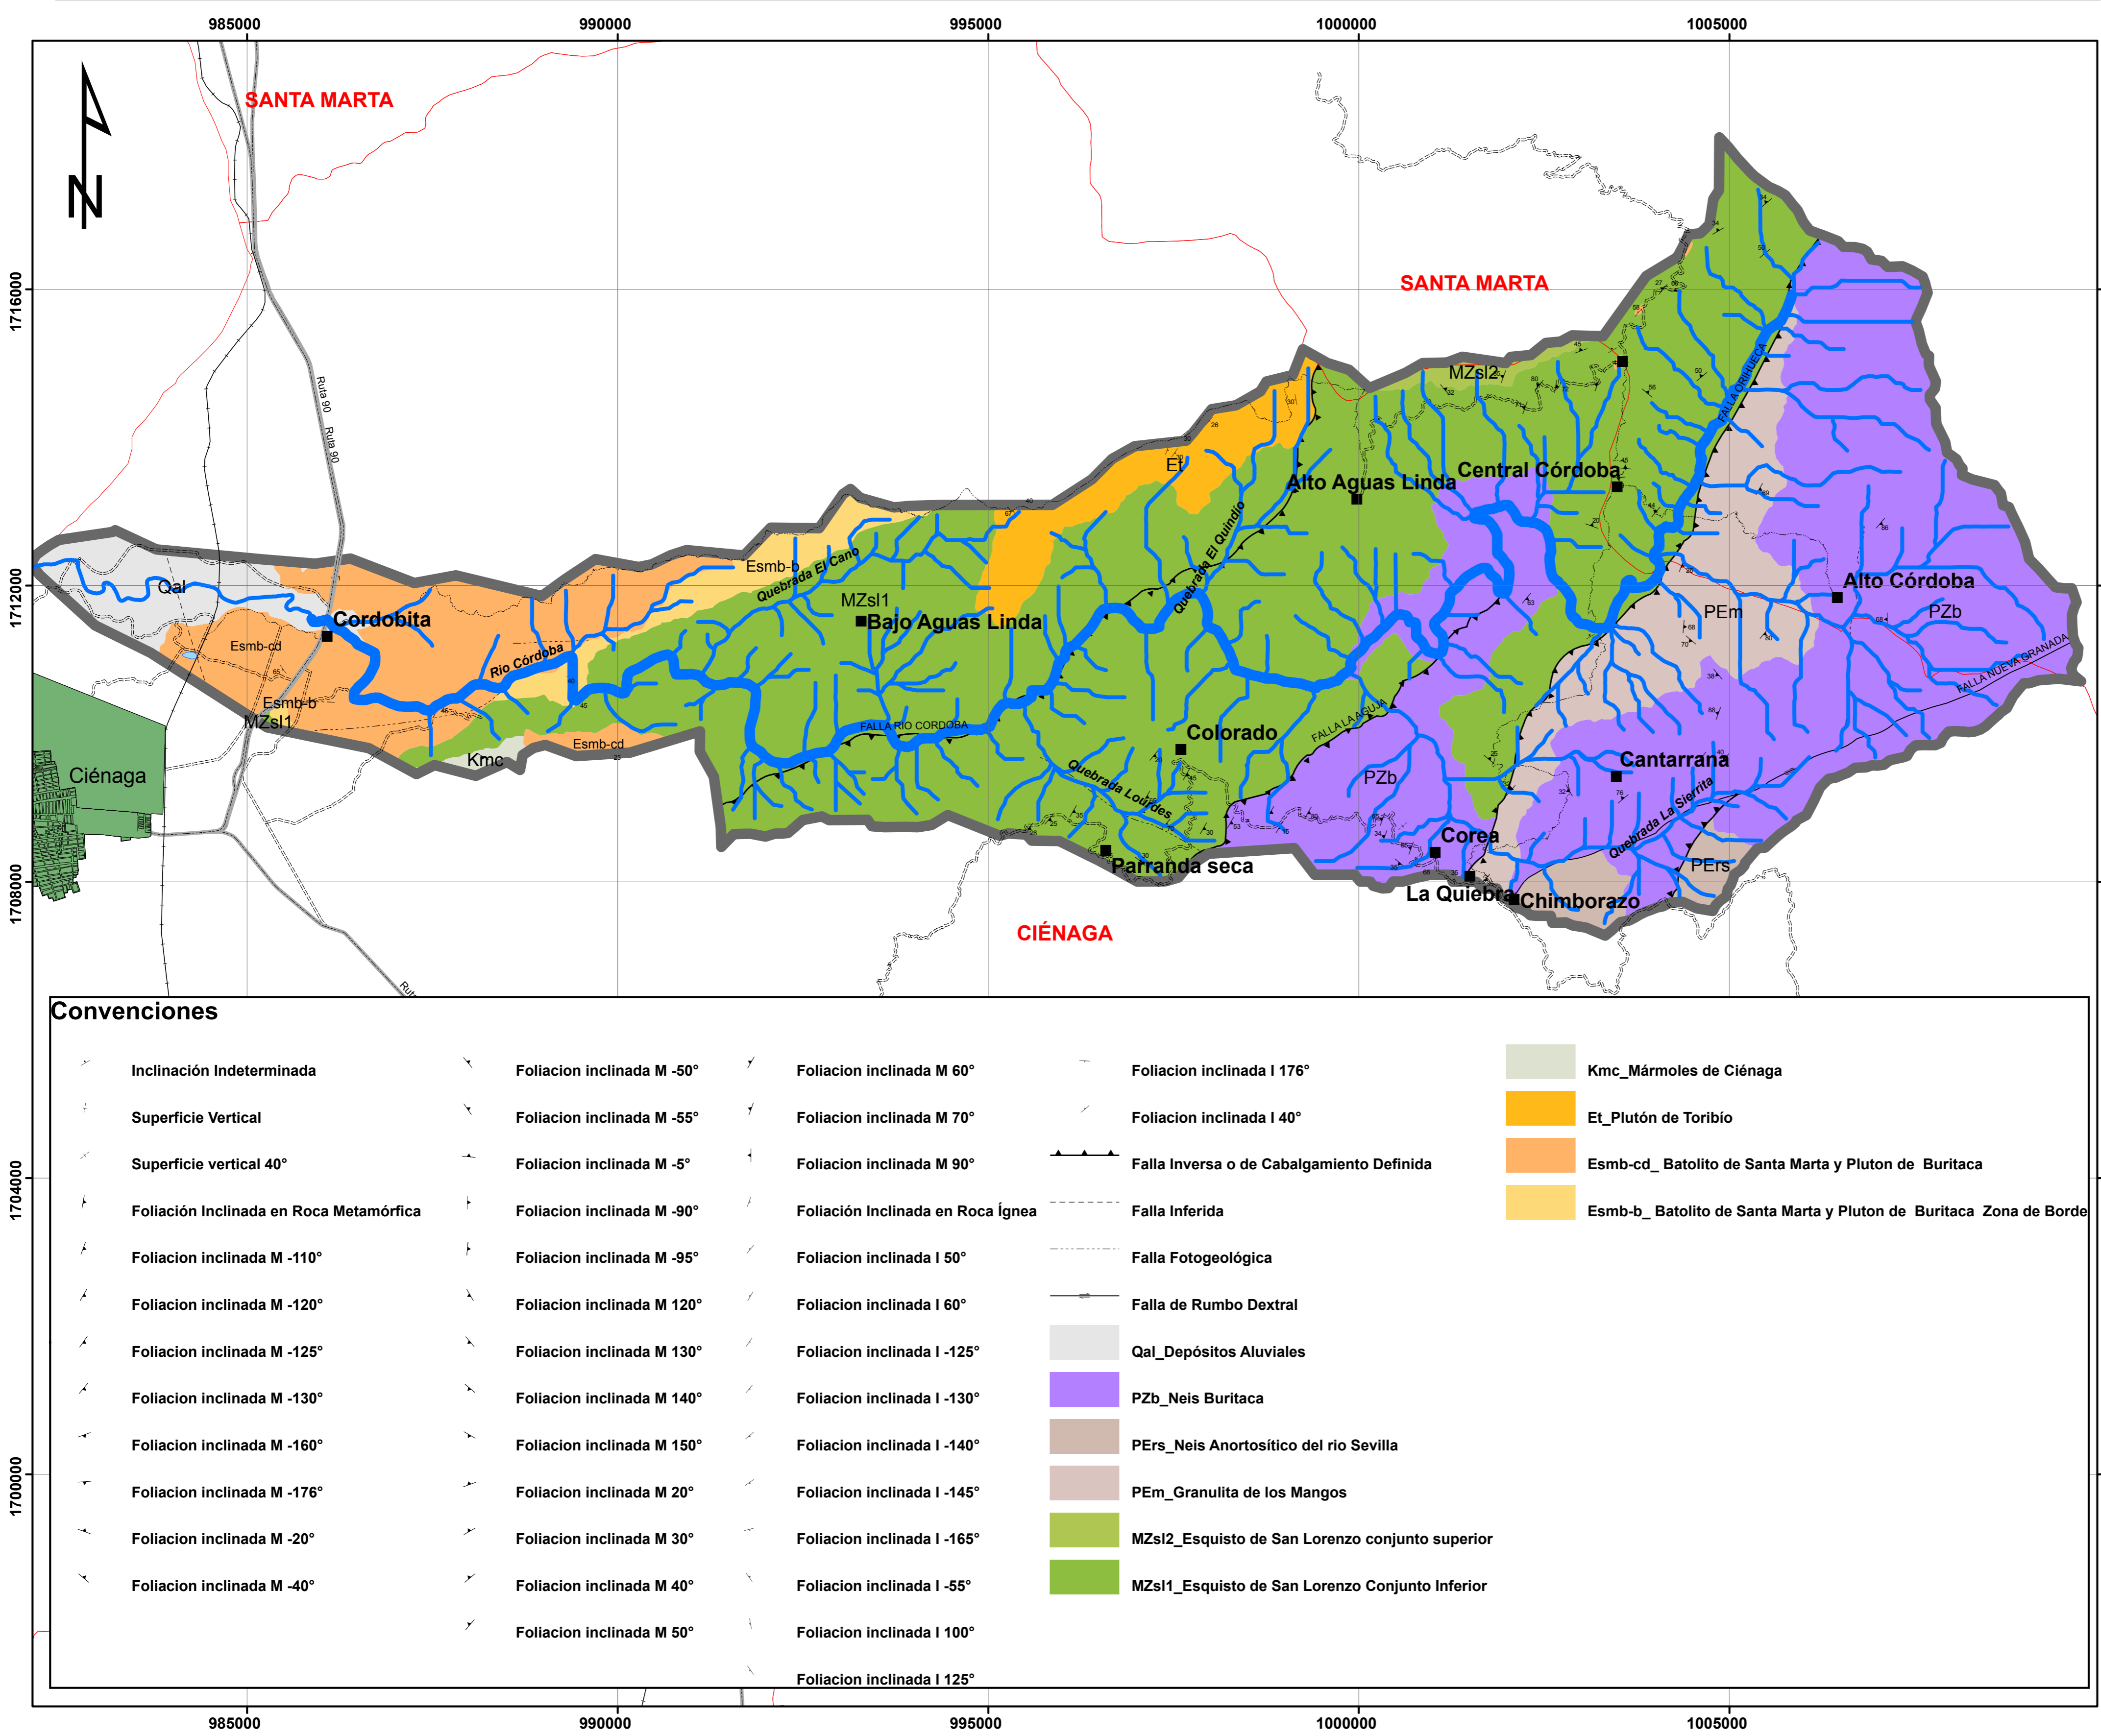 985000
990000
995000
1000000
1005000
SANTA MARTA
N
SANTA MARTA
1716000
1712000
1708000
1704000
1700000
Ruta 90
Ruta 90
FALLA ORIHUECA
MZsl2
Et
Central Córdoba
Alto Aguas Linda
Quebrada El Quindio
Esmb-b
Quebrada El Cano
Qal
MZsl1
Bajo Aguas Linda
Cordobita
Alto Córdoba
PEm
PZb
Esmb-cd
Rio Córdoba
FALLA NUEVA GRANADA
Esmb-b
MZsl1
FALLA RIO CORDOBA
FALLA LA AGUJA
Colorado
Esmb-cd
Kmc
Ciénaga
Cantarrana
PZb
Quebrada Lourdes
Quebrada La Sierrita
Corea
Parranda seca
PErs
La Quiebra
Chimborazo
CIÉNAGA
Convenciones
Inclinación Indeterminada
Superficie Vertical
Superficie vertical 40°
Foliación Inclinada en Roca Metamórfica
Foliacion inclinada M -110°
Foliacion inclinada M -120°
Foliacion inclinada M -125°
Foliacion inclinada M -130°
Foliacion inclinada M -160°
Foliacion inclinada M -176°
Foliacion inclinada M -20°
Foliacion inclinada M -40°
Foliacion inclinada M -50°
Foliacion inclinada M -55°
Foliacion inclinada M -5°
Foliacion inclinada M -90°
Foliacion inclinada M -95°
Foliacion inclinada M 120°
Foliacion inclinada M 130°
Foliacion inclinada M 140°
Foliacion inclinada M 150°
Foliacion inclinada M 20°
Foliacion inclinada M 30°
Foliacion inclinada M 40°
Foliacion inclinada M 50°
Foliacion inclinada M 60°
Foliacion inclinada M 70°
Foliacion inclinada M 90°
Foliación Inclinada en Roca Ígnea
Foliacion inclinada I 50°
Foliacion inclinada I 60°
Foliacion inclinada I -125°
Foliacion inclinada I -130°
Foliacion inclinada I -140°
Foliacion inclinada I -145°
Foliacion inclinada I -165°
Foliacion inclinada I -55°
Foliacion inclinada I 100°
Foliacion inclinada I 125°
Foliacion inclinada I 176°
Foliacion inclinada I 40°
Falla Inversa o de Cabalgamiento Definida
Falla Inferida
Falla Fotogeológica
Falla de Rumbo Dextral
Qal_Depósitos Aluviales
PZb_Neis Buritaca
PErs_Neis Anortosítico del rio Sevilla
PEm_Granulita de los Mangos
MZsl2_Esquisto de San Lorenzo conjunto superior
MZsl1_Esquisto de San Lorenzo Conjunto Inferior
Kmc_Mármoles de Ciénaga
Et_Plutón de Toribío
Esmb-cd_ Batolito de Santa Marta y Pluton de Buritaca
Esmb-b_ Batolito de Santa Marta y Pluton de Buritaca Zona de Borde
985000
990000
995000
1000000
1005000